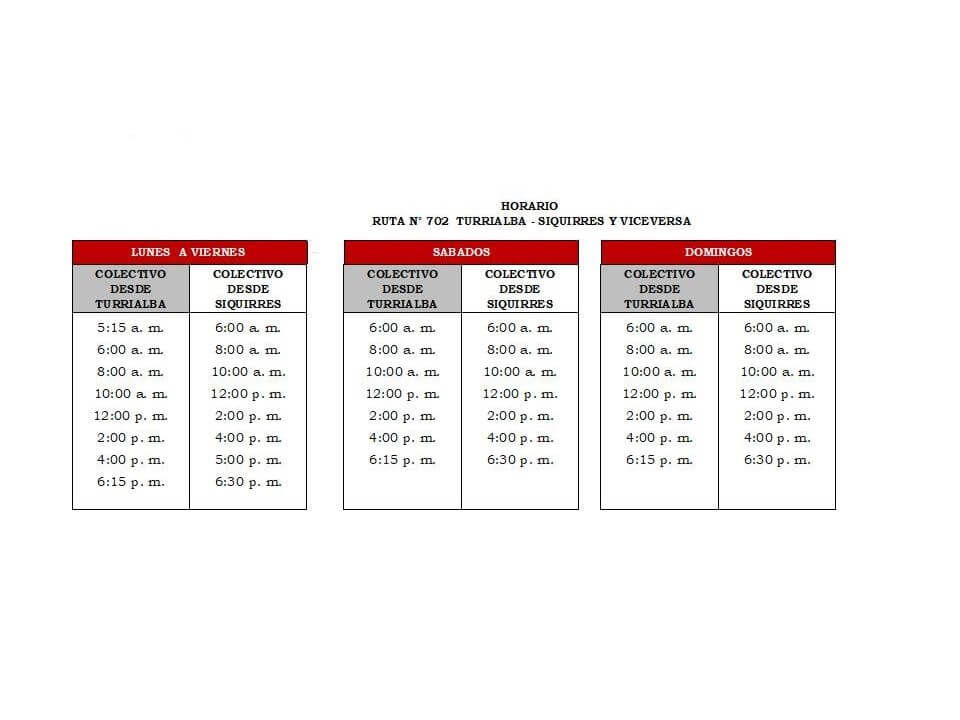 HORARIO
RUTA N° 702 TURRIALBA - SIQUIRRES Y VICEVERSA
LUNES A VIERNES
COLECTIVO DESDE TURRIALBA
COLECTIVO DESDE SIQUIRRES
5:15 a. m. 6:00 a. m.
6:00 a. m. 8:00 a. m.
8:00 a. m. 10:00 a. m.
10:00 a. m. 12:00 p. m.
12:00 p. m. 2:00 p. m.
2:00 p. m. 4:00 p. m.
4:00 p. m. 5:00 p. m.
6:15 p. m. 6:30 p. m.
SABADOS
COLECTIVO DESDE TURRIALBA
COLECTIVO DESDE SIQUIRRES
6:00 a. m. 6:00 a. m.
8:00 a. m. 8:00 a. m.
10:00 a. m. 10:00 a. m.
12:00 p. m. 12:00 p. m.
2:00 p. m. 2:00 p. m.
4:00 p. m. 4:00 p. m.
6:15 p. m. 6:30 p. m.
DOMINGOS
COLECTIVO DESDE TURRIALBA
COLECTIVO DESDE SIQUIRRES
6:00 a. m. 6:00 a. m.
8:00 a. m. 8:00 a. m.
10:00 a. m. 10:00 a. m.
12:00 p. m. 12:00 p. m.
2:00 p. m. 2:00 p. m.
4:00 p. m. 4:00 p. m.
6:15 p. m. 6:30 p. m.